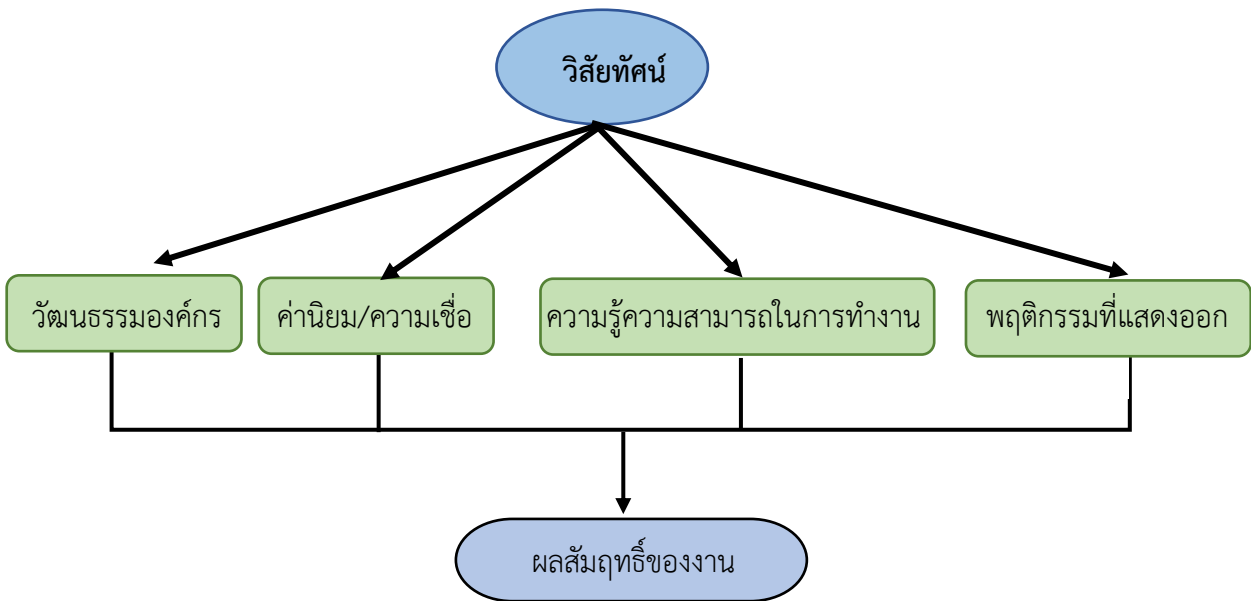 วิสัยทัศน์
วัฒนธรรมองค์กร
ค่านิยม/ความเชื่อ
ความรู้ความสามารถในการทำงาน
พฤติกรรมที่แสดงออก
ผลสัมฤทธิ์ของงาน